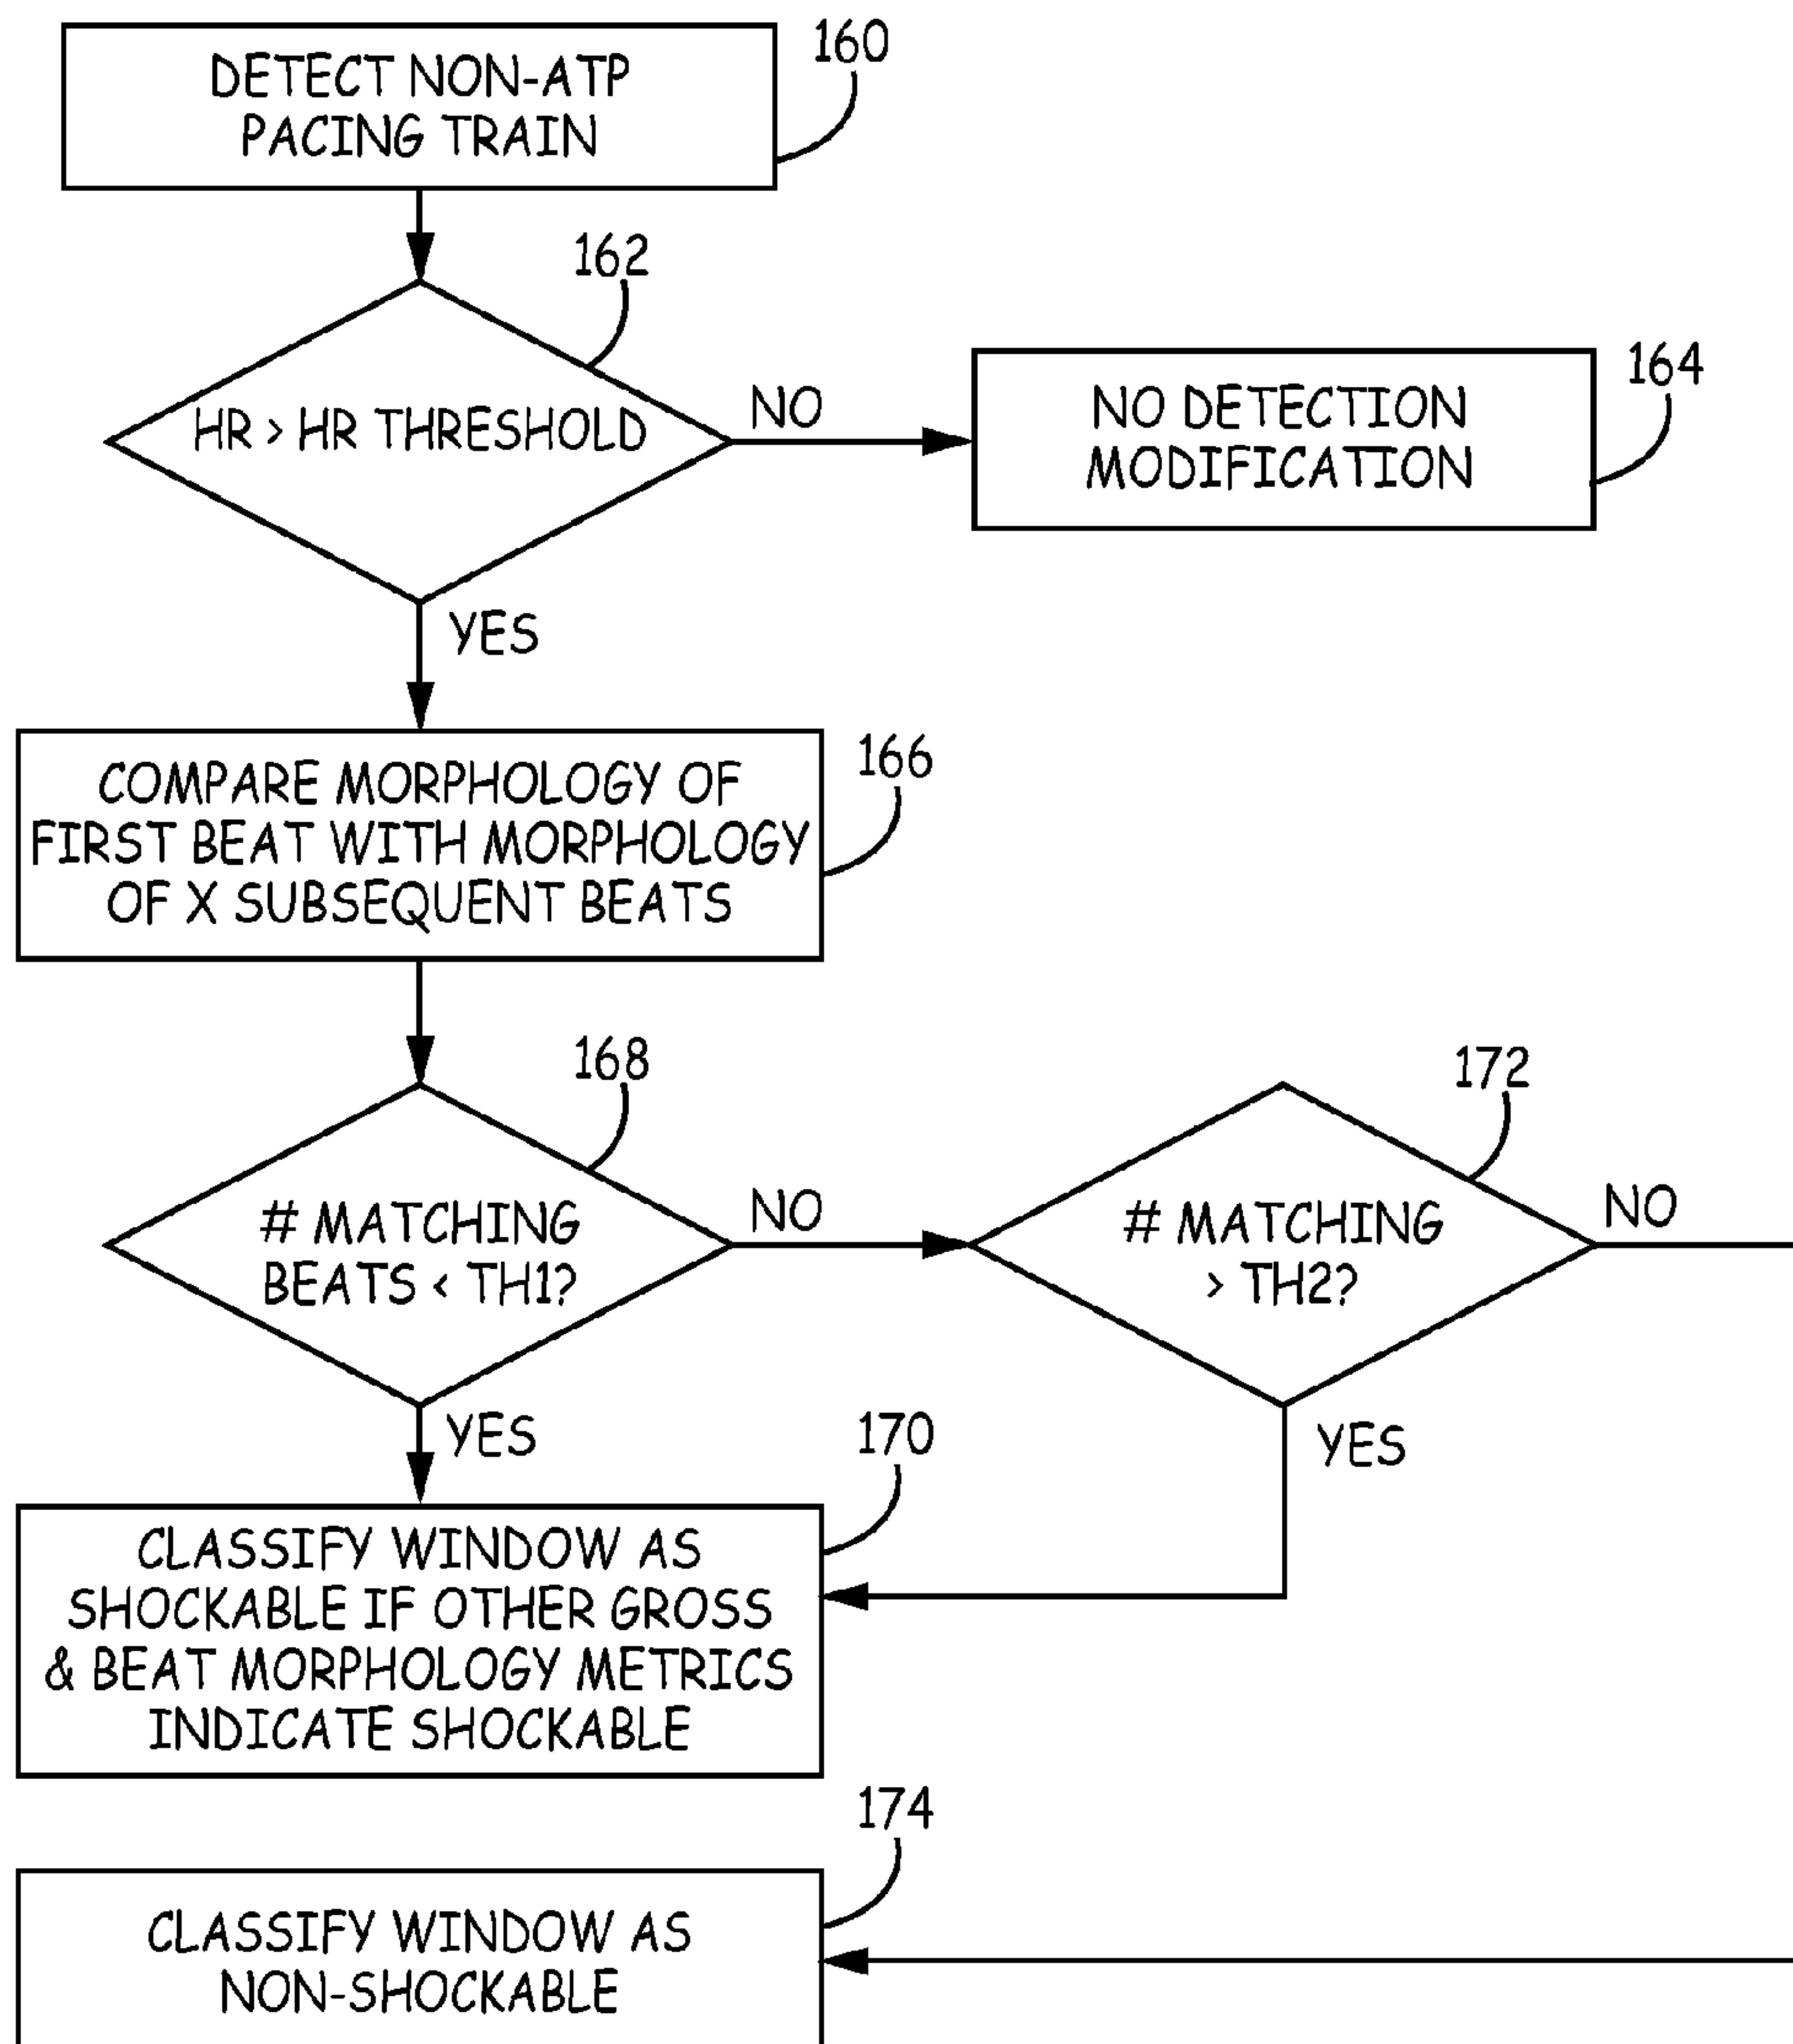 160
DETECT NON-ATP
PACING TRAIN
162
HR > HR THRESHOLD
NO
164
NO DETECTION
MODIFICATION
YES
166
COMPARE MORPHOLOGY OF
FIRST BEAT WITH MORPHOLOGY
OF X SUBSEQUENT BEATS
168
# MATCHING
BEATS < TH1?
NO
172
# MATCHING
> TH2?
NO
YES
YES
170
CLASSIFY WINDOW AS
SHOCKABLE IF OTHER GROSS
& BEAT MORPHOLOGY METRICS
INDICATE SHOCKABLE
174
CLASSIFY WINDOW AS
NON-SHOCKABLE